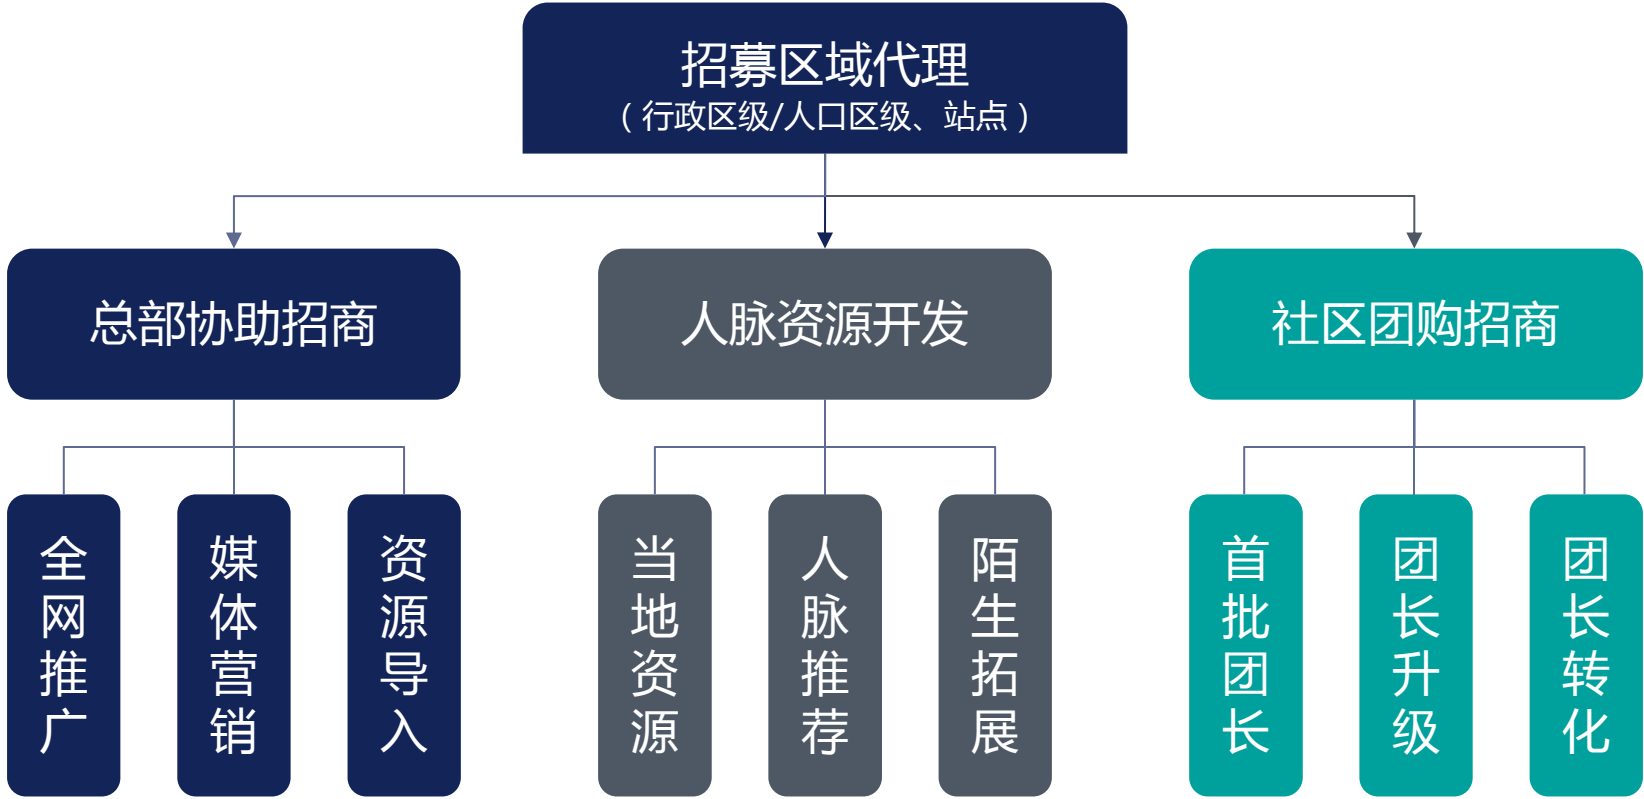 招募区域代理
（行政区级/人口区级、站点）
总部协助招商
人脉资源开发
社区团购招商
全网推广
媒体营销
资源导入
当地资源
人脉推荐
陌生拓展
首批团长
团长升级
团长转化